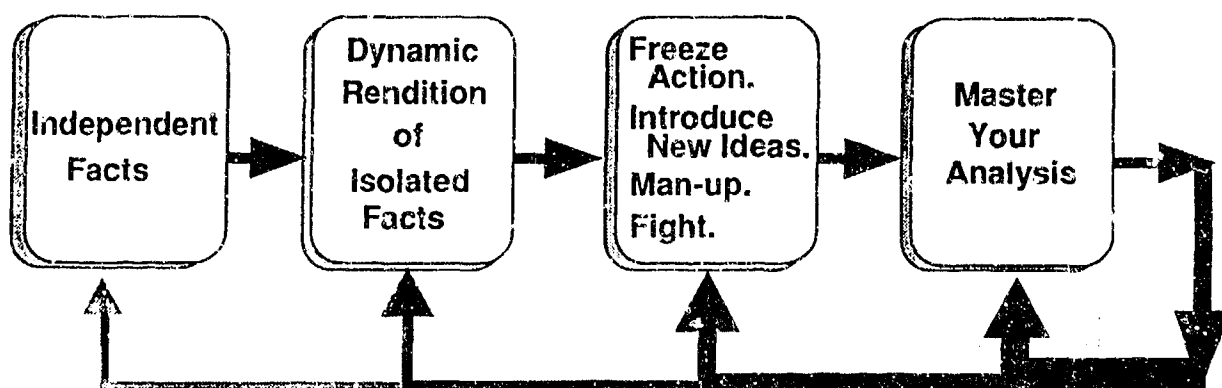 Independent
Facts
Dynamic
Rendition
of
Isolated
Facts
Freeze
Action.
Introduce
New Ideas.
Man-up.
Fight.
Master
Your
Analysis